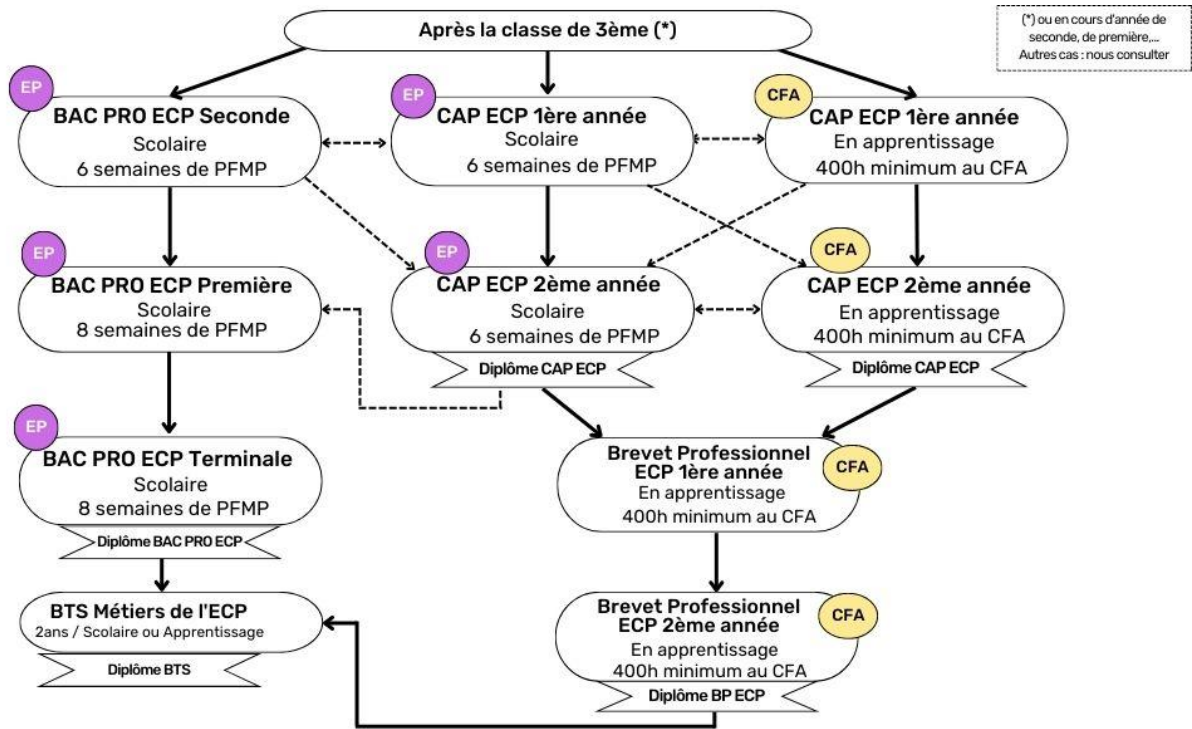 Après la classe de 3ème (*)
(*) ou en cours d'année de
seconde, de première,...
Autres cas : nous consulter
EP
BAC PRO ECP Seconde
Scolaire
6 semaines de PFMP
EP
CAP ECP 1ère année
Scolaire
6 semaines de PFMP
CFA
CAP ECP 1ère année
En apprentissage
400h minimum au CFA
EP
BAC PRO ECP Première
Scolaire
8 semaines de PFMP
EP
CAP ECP 2ème année
Scolaire
6 semaines de PFMP
Diplôme CAP ECP
CFA
CAP ECP 2ème année
En apprentissage
400h minimum au CFA
Diplôme CAP ECP
EP
BAC PRO ECP Terminale
Scolaire
8 semaines de PFMP
Diplôme BAC PRO ECP
Brevet Professionnel
ECP 1ère année
En apprentissage
400h minimum au CFA
CFA
BTS Métiers de l'ECP
2ans / Scolaire ou Apprentissage
Diplôme BTS
Brevet Professionnel
ECP 2ème année
En apprentissage
400h minimum au CFA
CFA
Diplôme BP ECP